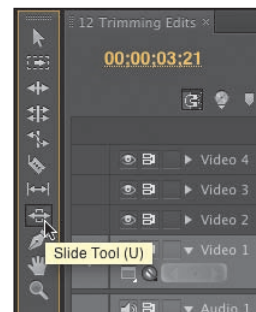 12 Trimming Edits ×
00;00;03;21
Video 4
Video 3
Video 2
Slide Tool (U)
Video 1
Audio 1